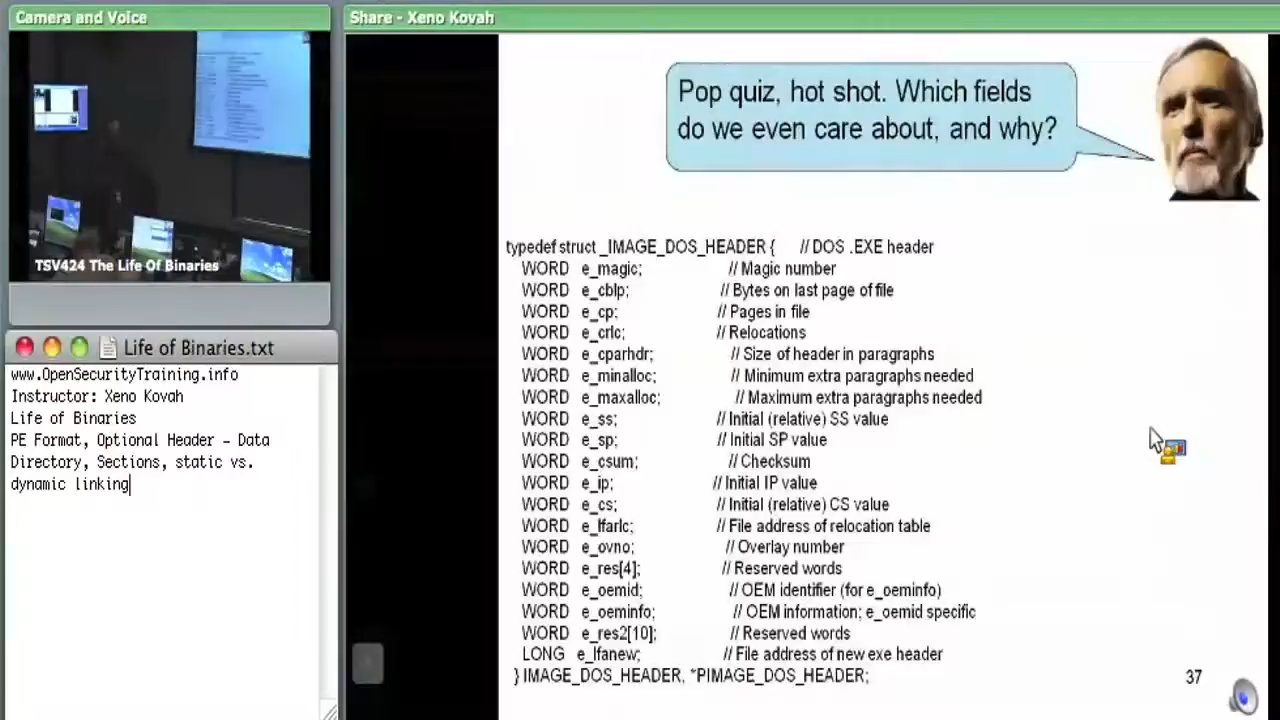 Camera and Voice
Share - Xeno Kovah
TSV424 The Life Of Binaries
Life of Binaries.txt
www.OpenSecurityTraining.info
Instructor: Xeno Kovah
Life of Binaries
PE Format, Optional Header – Data
Directory, Sections, static vs.
dynamic linking
Pop quiz, hot shot. Which fields
do we even care about, and why?
typedef struct _IMAGE_DOS_HEADER { // DOS .EXE header
WORD e_magic; // Magic number
WORD e_cblp; // Bytes on last page of file
WORD e_cp; // Pages in file
WORD e_crlc; // Relocations
WORD e_cparhdr; // Size of header in paragraphs
WORD e_minalloc; // Minimum extra paragraphs needed
WORD e_maxalloc; // Maximum extra paragraphs needed
WORD e_ss; // Initial (relative) SS value
WORD e_sp; // Initial SP value
WORD e_csum; // Checksum
WORD e_ip; // Initial IP value
WORD e_cs; // Initial (relative) CS value
WORD e_lfarlc; // File address of relocation table
WORD e_ovno; // Overlay number
WORD e_res[4]; // Reserved words
WORD e_oemid; // OEM identifier (for e_oeminfo)
WORD e_oeminfo; // OEM information; e_oemid specific
WORD e_res2[10]; // Reserved words
LONG e_lfanew; // File address of new exe header
} IMAGE_DOS_HEADER, *PIMAGE_DOS_HEADER;
37